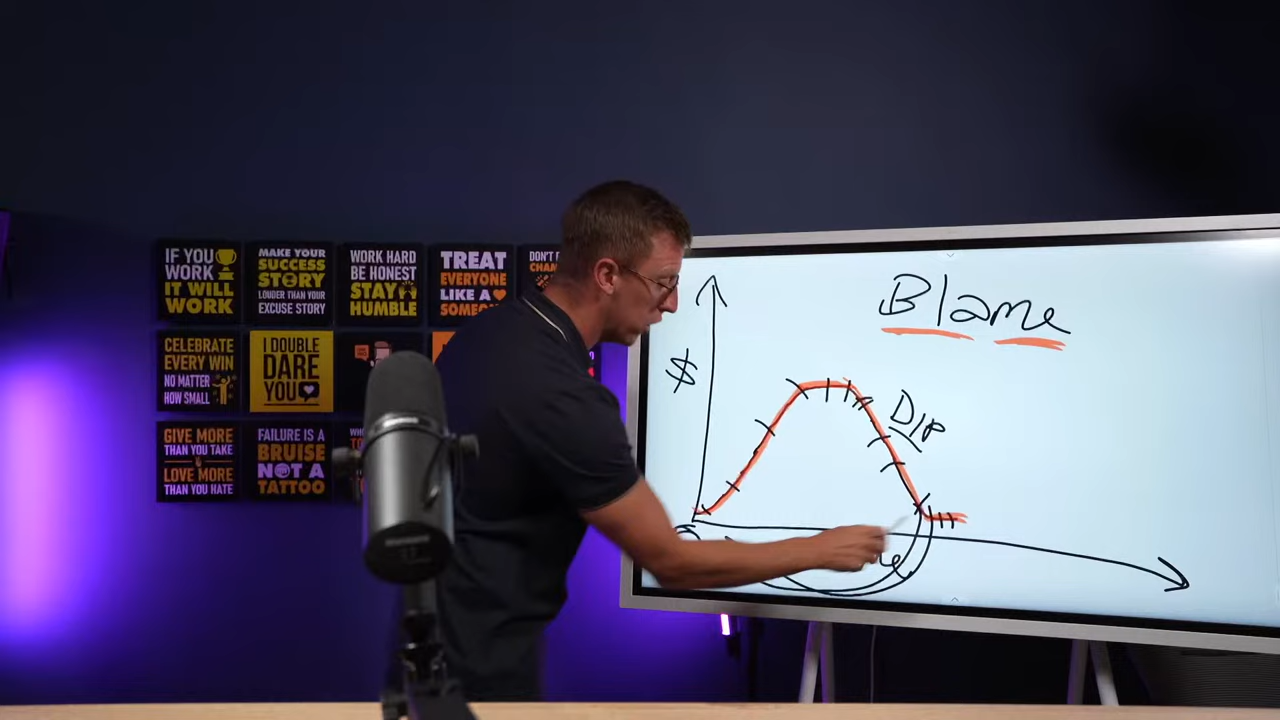 IF YOU
WORK
IT WILL
WORK
MAKE YOUR
SUCCESS
STORY
LOUDER THAN YOUR
EXCUSE STORY
WORK HARD
BE HONEST
STAY
HUMBLE
TREAT
EVERYONE
LIKE A
CELEBRATE
EVERY WIN
NO MATTER
HOW SMALL
I DOUBLE
DARE
YOU
GIVE MORE
THAN YOU TAKE
LOVE MORE
THAN YOU HATE
FAILURE IS A
BRUISE
NOT A
TATTOO
Blame
$
Dip